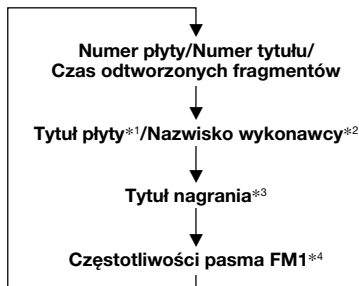 Numer płyty/Numer tytułu/
Czas odtworzonych fragmentów
Tytuł płyty*1/Nazwisko wykonawcy*2
Tytuł nagrania*3
Częstotliwości pasma FM1*4